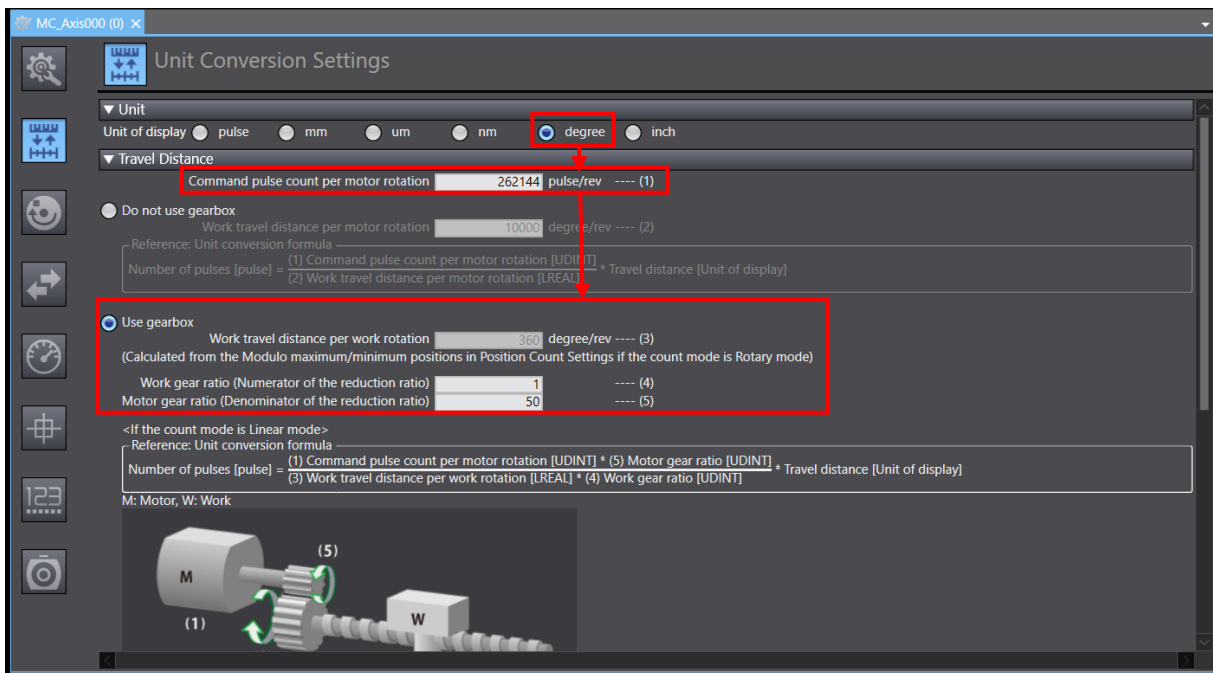 MC_Axis000 (0) ×
Unit Conversion Settings
▼ Unit
Unit of display pulse mm um nm degree inch
▼ Travel Distance
Command pulse count per motor rotation 262144 pulse/rev ---- (1)
Do not use gearbox
Work travel distance per motor rotation 10000 degree/rev ---- (2)
Reference: Unit conversion formula
(1) Command pulse count per motor rotation [UDINT]
Number of pulses [pulse] = * Travel distance [Unit of display]
(2) Work travel distance per motor rotation [LREAL]
Use gearbox
Work travel distance per work rotation 360 degree/rev ---- (3)
(Calculated from the Modulo maximum/minimum positions in Position Count Settings if the count mode is Rotary mode)
Work gear ratio (Numerator of the reduction ratio) 1 ---- (4)
Motor gear ratio (Denominator of the reduction ratio) 50 ---- (5)
<If the count mode is Linear mode>
Reference: Unit conversion formula
(1) Command pulse count per motor rotation [UDINT] * (5) Motor gear ratio [UDINT]
Number of pulses [pulse] = * Travel distance [Unit of display]
(3) Work travel distance per work rotation [LREAL] * (4) Work gear ratio [UDINT]
123
M: Motor, W: Work
(5)
M
W
(1)